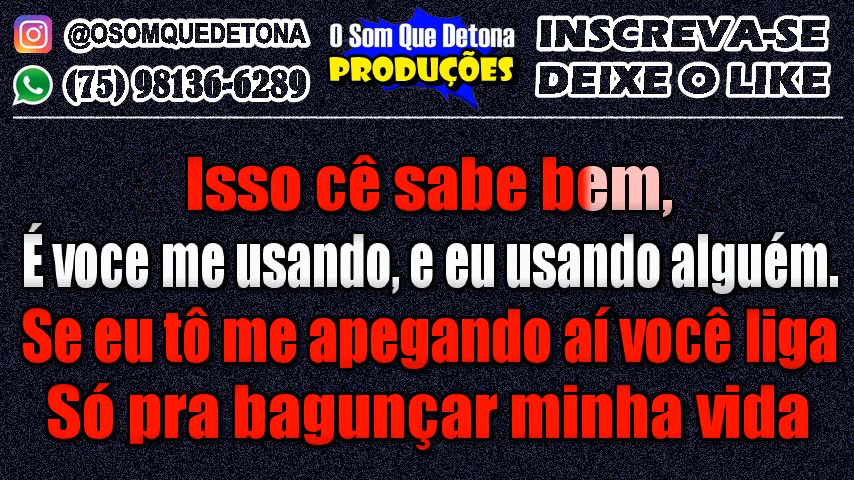 @OSOMQUEDETONA
(75) 98136-6289
O Som Que Detona
PRODUÇÕES
INSCREVA-SE
DEIXE O LIKE
Isso cê sabe bem,
É voce me usando, e eu usando alguém.
Se eu tô me apegando aí você liga
Só pra bagunçar minha vida